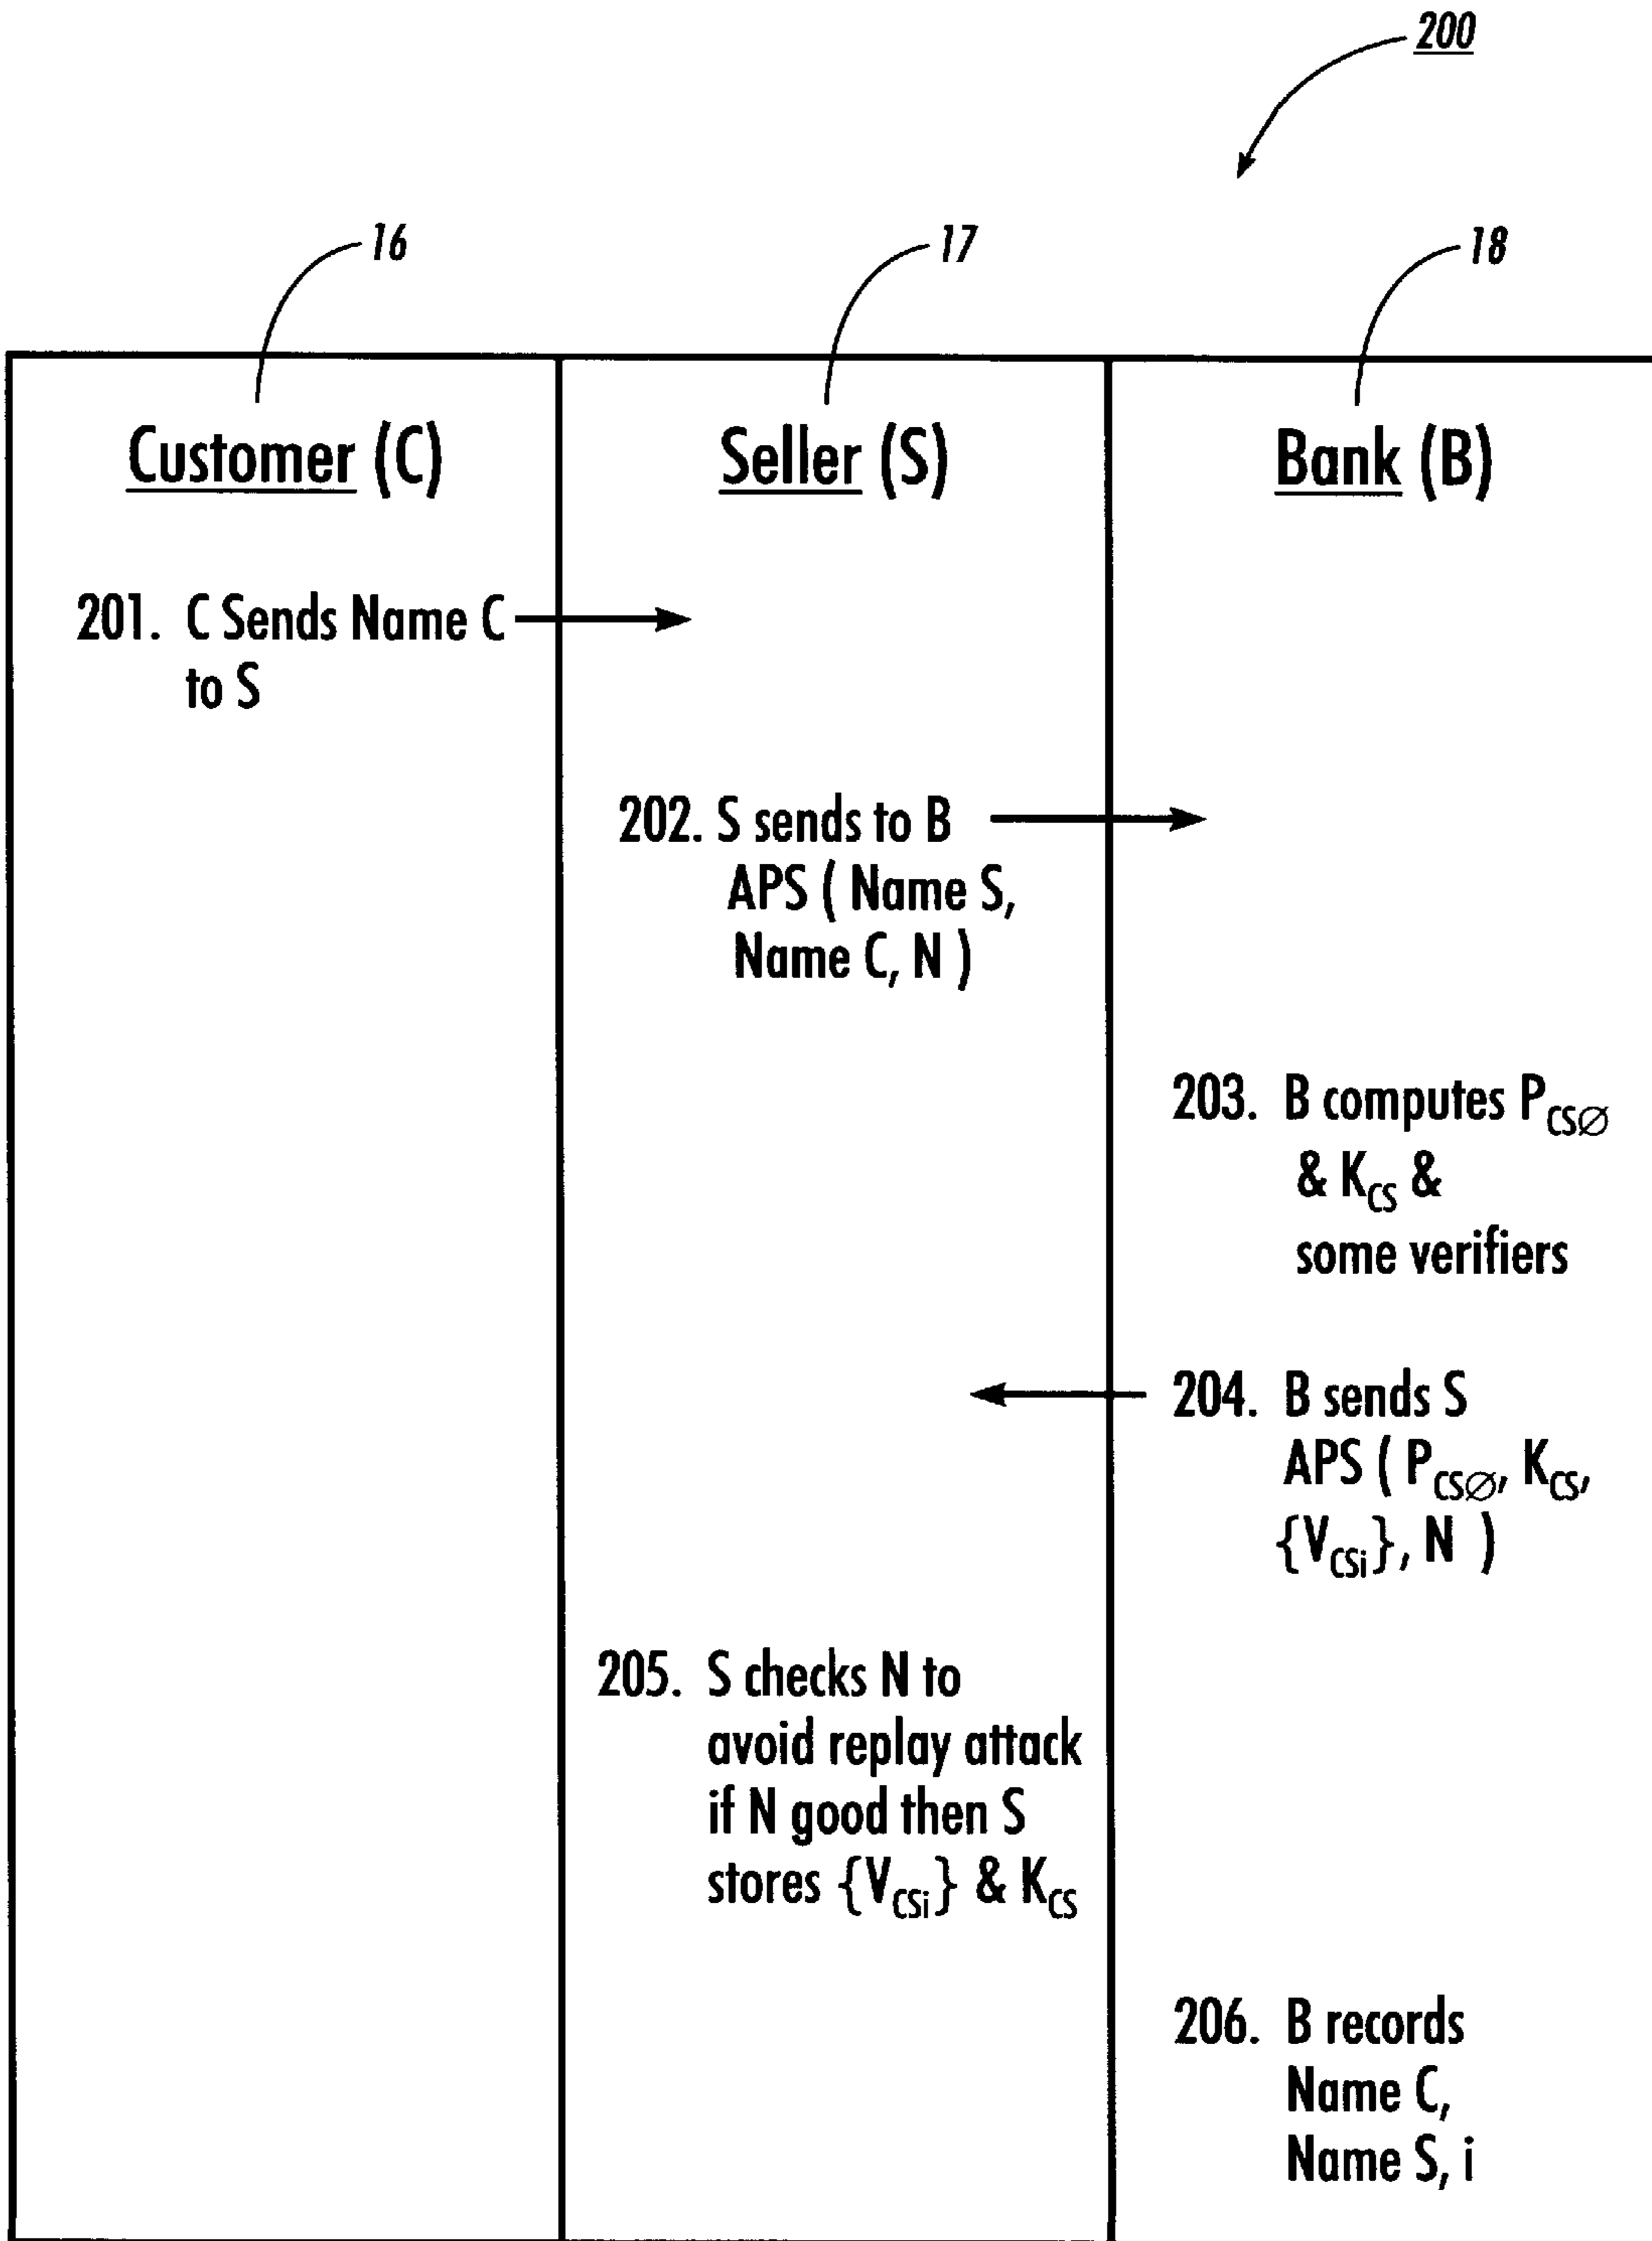 200
16
17
18
Customer (C)
Seller (S)
Bank (B)
201. C Sends Name C
to S
202. S sends to B
APS ( Name S,
Name C, N )
203. B computes P_CS∅
& K_CS &
some verifiers
204. B sends S
APS ( P_CS∅, K_CS,
{V_CSi}, N )
205. S checks N to
avoid replay attack
if N good then S
stores {V_CSi} & K_CS
206. B records
Name C,
Name S, i